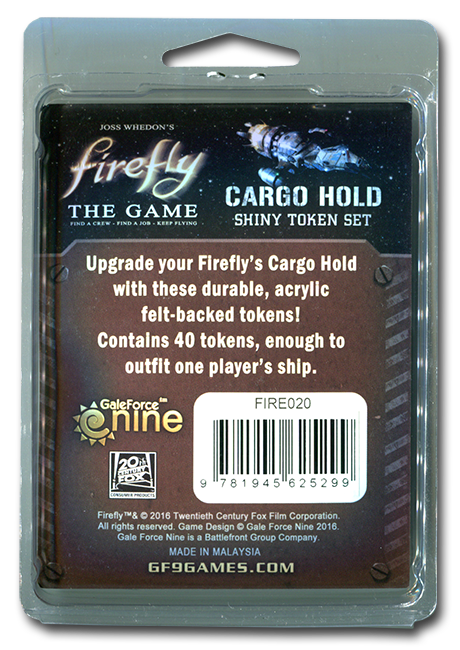 JOSS WHEDON'S
firefly
THE GAME
FIND A CREW · FIND A JOB · KEEP FLYING
CARGO HOLD
SHINY TOKEN SET
Upgrade your Firefly's Cargo Hold
with these durable, acrylic
felt-backed tokens!
Contains 40 tokens, enough to
outfit one player's ship.
GaleForce™
nine
FIRE020
9 781945 625299
20th
CENTURY
FOX
CONSUMER PRODUCTS
Firefly™& © 2016 Twentieth Century Fox Film Corporation.
All rights reserved. Game Design © Gale Force Nine 2016.
Gale Force Nine is a Battlefront Group Company.
MADE IN MALAYSIA
GF9GAMES.COM